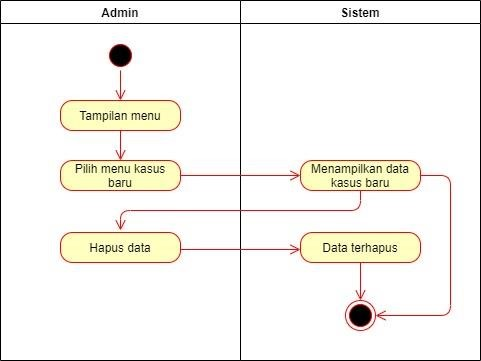 Admin
Sistem
Tampilan menu
Pilih menu kasus
baru
Menampilkan data
kasus baru
Hapus data
Data terhapus